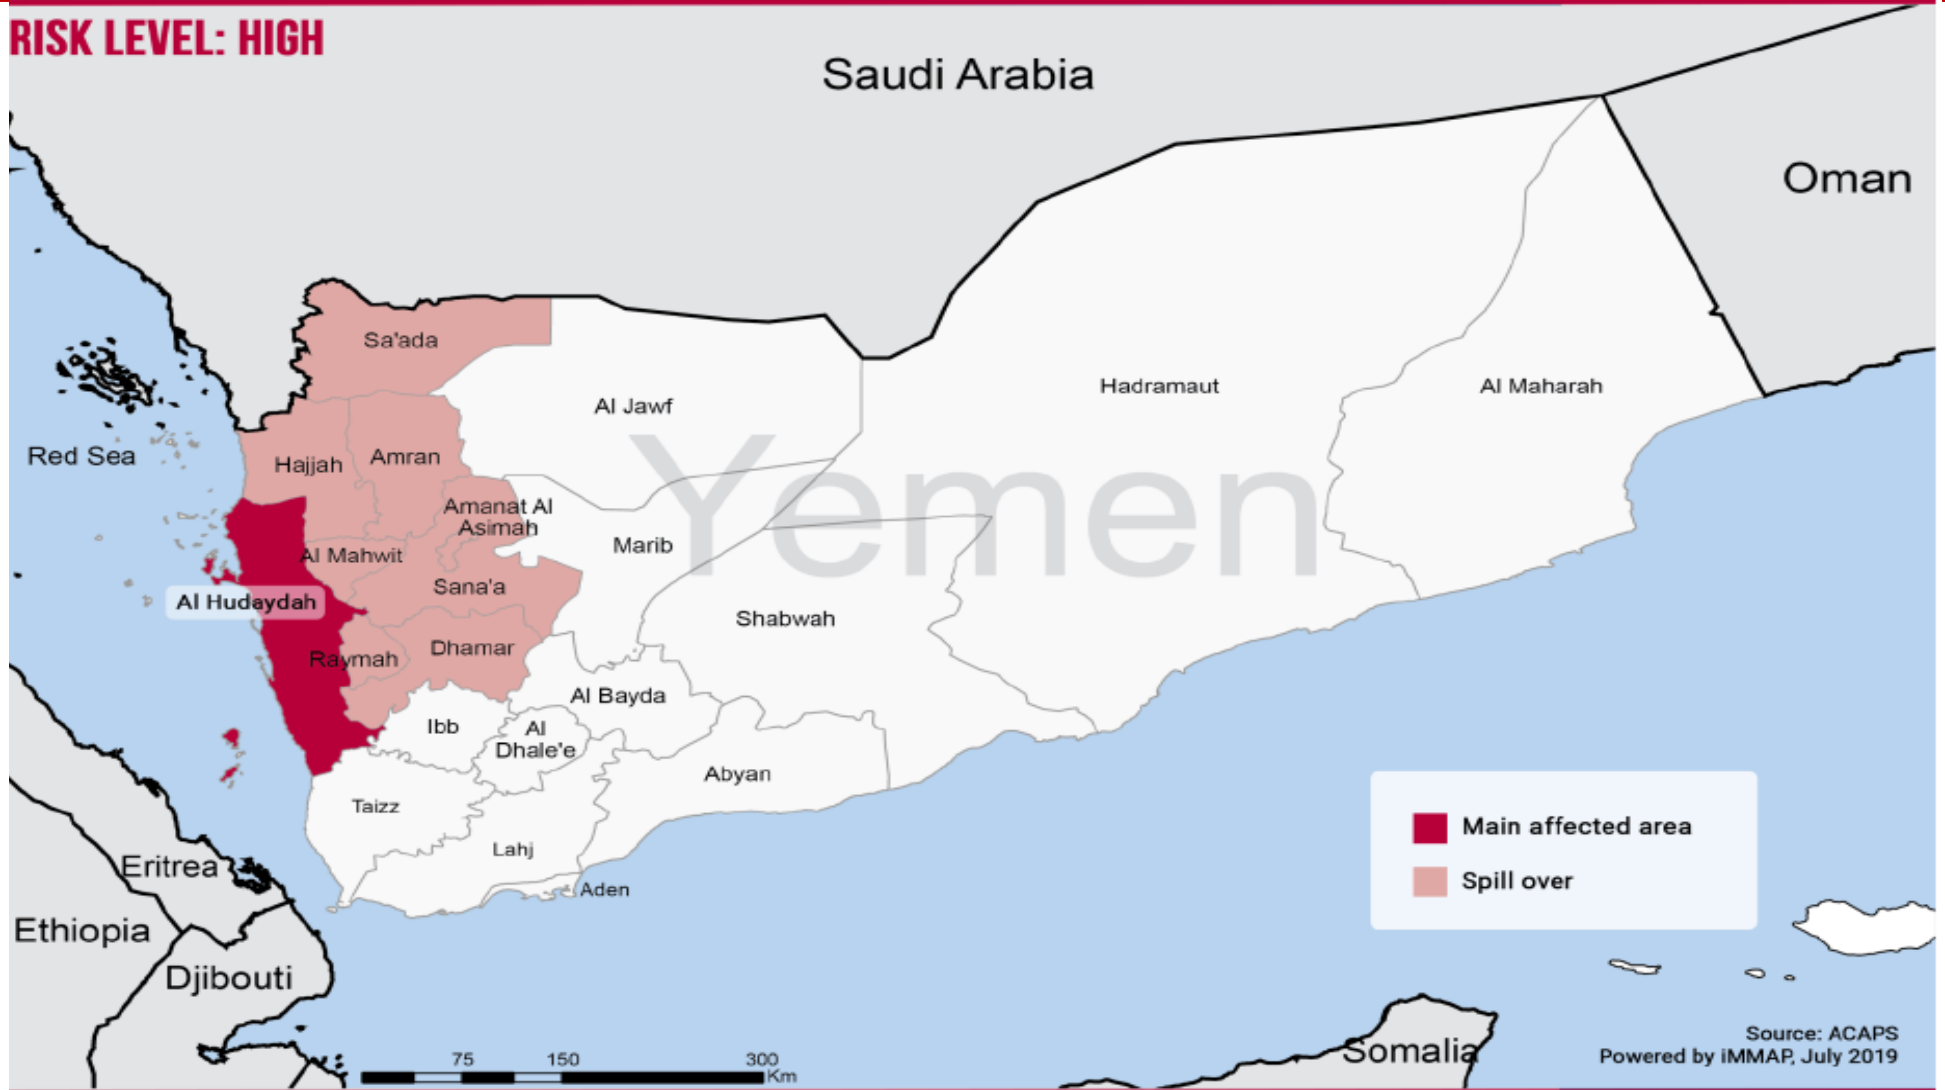 RISK LEVEL: HIGH
Saudi Arabia
Oman
Sa'ada
Al Jawf
Hadramaut
Al Maharah
Red Sea
Hajjah
Amran
Yemen
Amanat Al
Asimah
Marib
Al Mahwit
Sana'a
Al Hudaydah
Shabwah
Raymah
Dhamar
Al Bayda
Ibb
Al
Dhale'e
Abyan
Taizz
Lahj
Aden
Main affected area
Spill over
Eritrea
Ethiopia
Djibouti
Somalia
75 150 300
Km
Source: ACAPS
Powered by iMMAP, July 2019